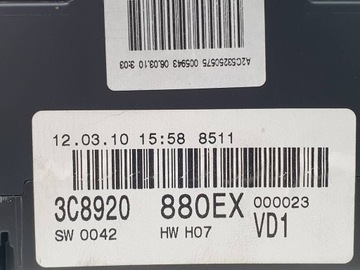 A2C53250575 005943 06.03.10 3:03
12.03.10 15:58 8511
3C8920 880EX 000023
SW 0042 HW H07 VD1